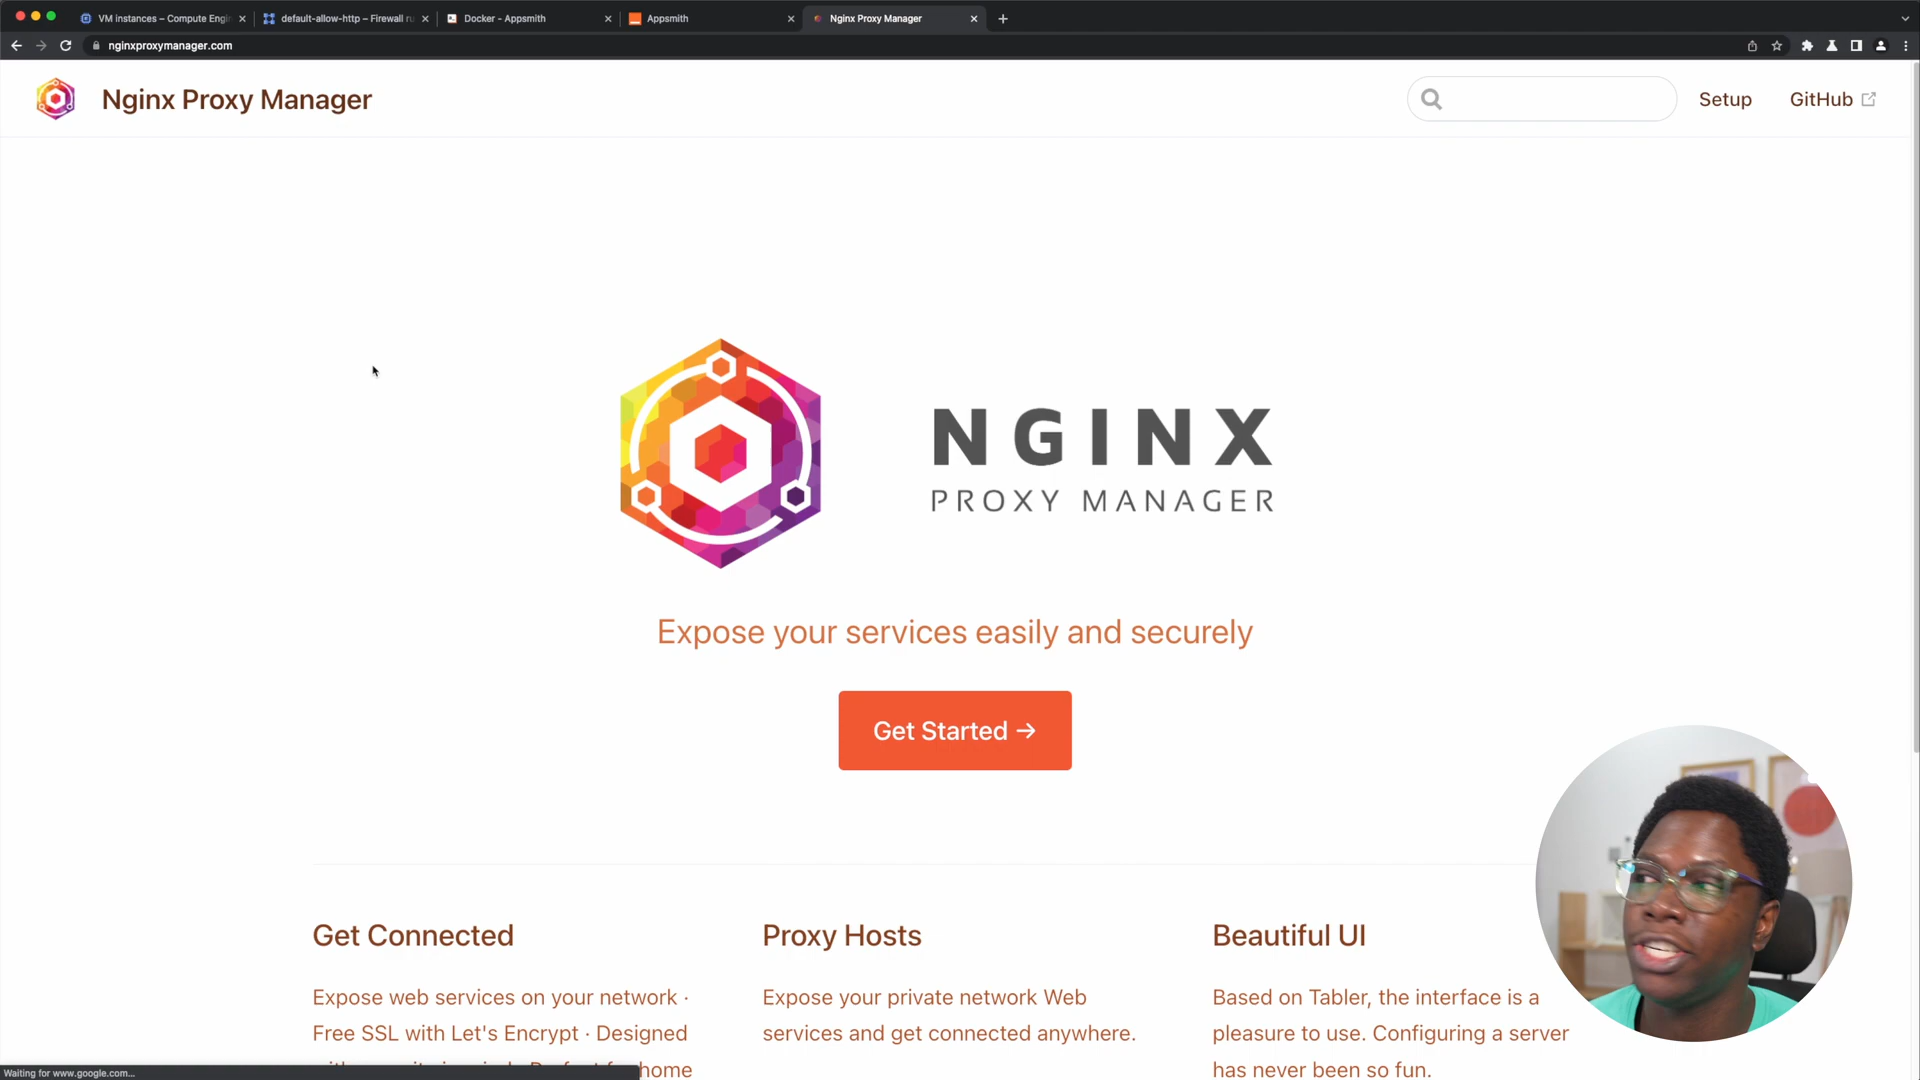 VM instances – Compute Engi
default-allow-http – Firewall ru
Docker - Appsmith
Appsmith
Nginx Proxy Manager
nginxproxymanager.com
Nginx Proxy Manager
Setup
GitHub
NGINX
PROXY MANAGER
Expose your services easily and securely
Get Started →
Get Connected
Expose web services on your network ·
Free SSL with Let's Encrypt · Designed
home
Proxy Hosts
Expose your private network Web
services and get connected anywhere.
Beautiful UI
Based on Tabler, the interface is a
pleasure to use. Configuring a server
has never been so fun.
Waiting for www.google.com...